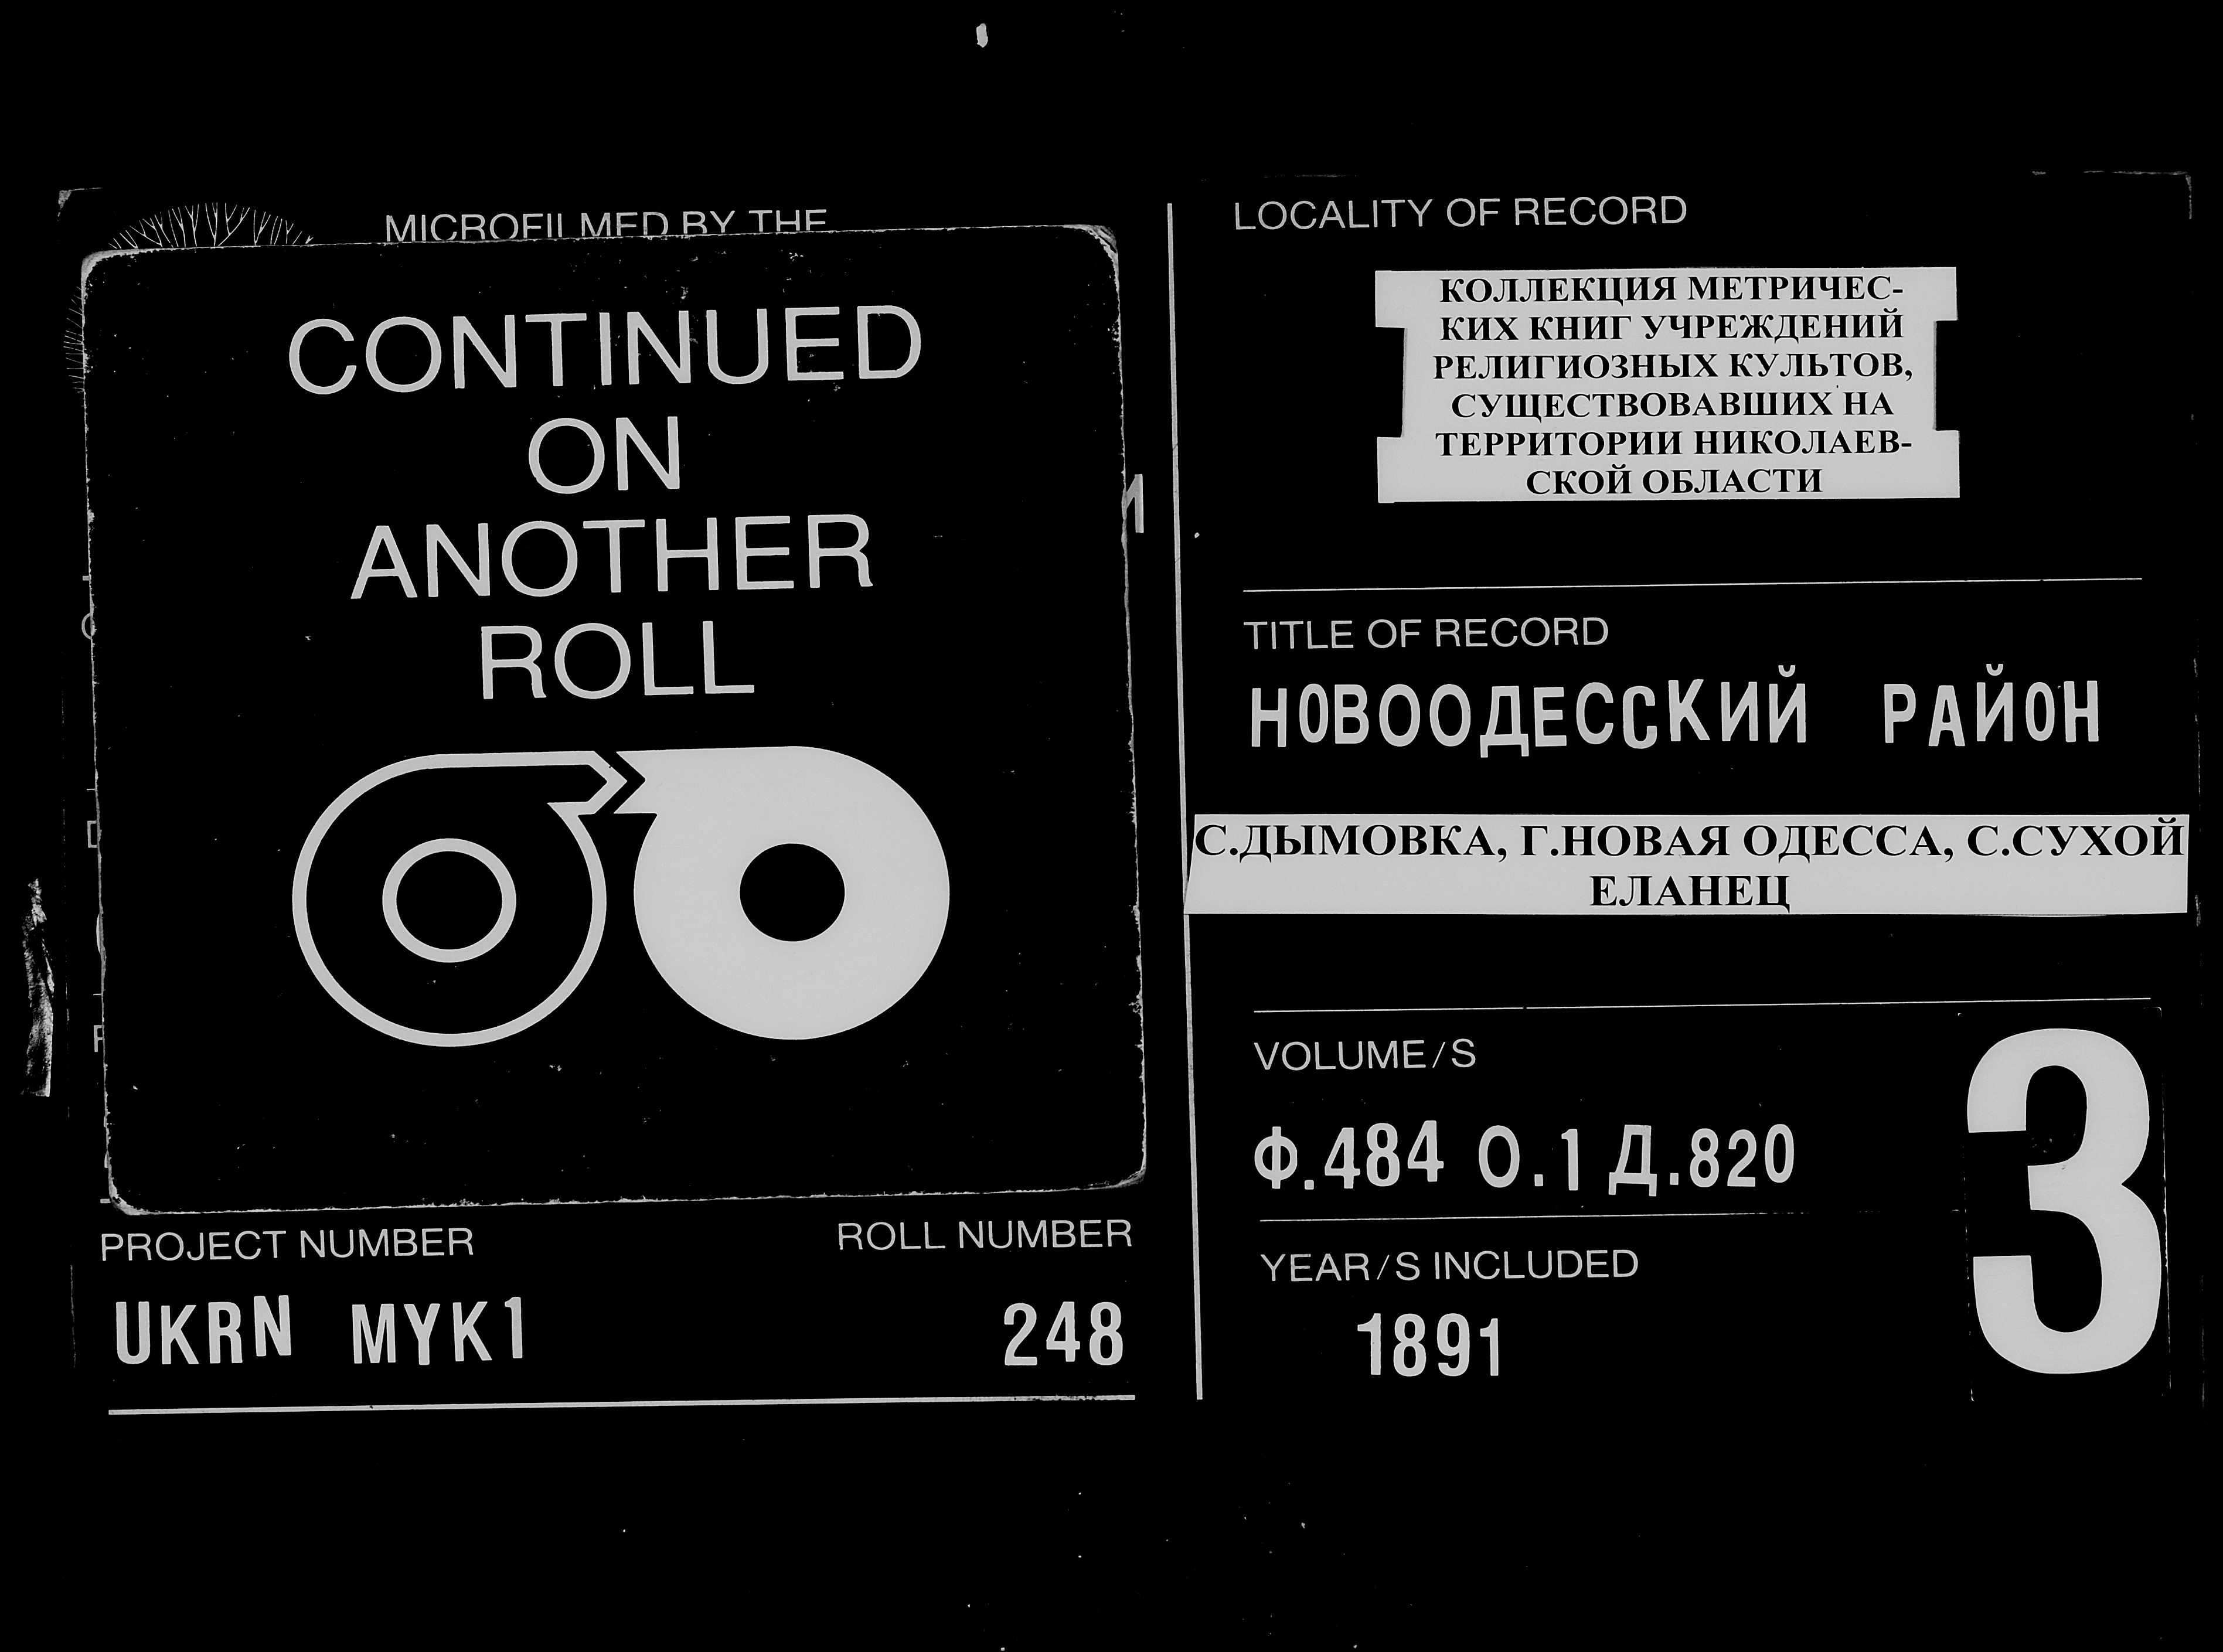 MICROFILMED BY THE
CONTINUED
ON
ANOTHER
ROLL
PROJECT NUMBER
ROLL NUMBER
UKRN MYK1
248
LOCALITY OF RECORD
КОЛЛЕКЦИЯ МЕТРИЧЕС-
КИХ КНИГ УЧРЕЖДЕНИЙ
РЕЛИГИОЗНЫХ КУЛЬТОВ,
СУЩЕСТВОВАВШИХ НА
ТЕРРИТОРИИ НИКОЛАЕВ-
СКОЙ ОБЛАСТИ
TITLE OF RECORD
НОВООДЕССКИЙ РАЙОН
С.ДЫМОВКА, Г.НОВАЯ ОДЕССА, С.СУХОЙ
ЕЛАНЕЦ
VOLUME/S
Ф.484 О.1 Д.820
YEAR/S INCLUDED
1891
3